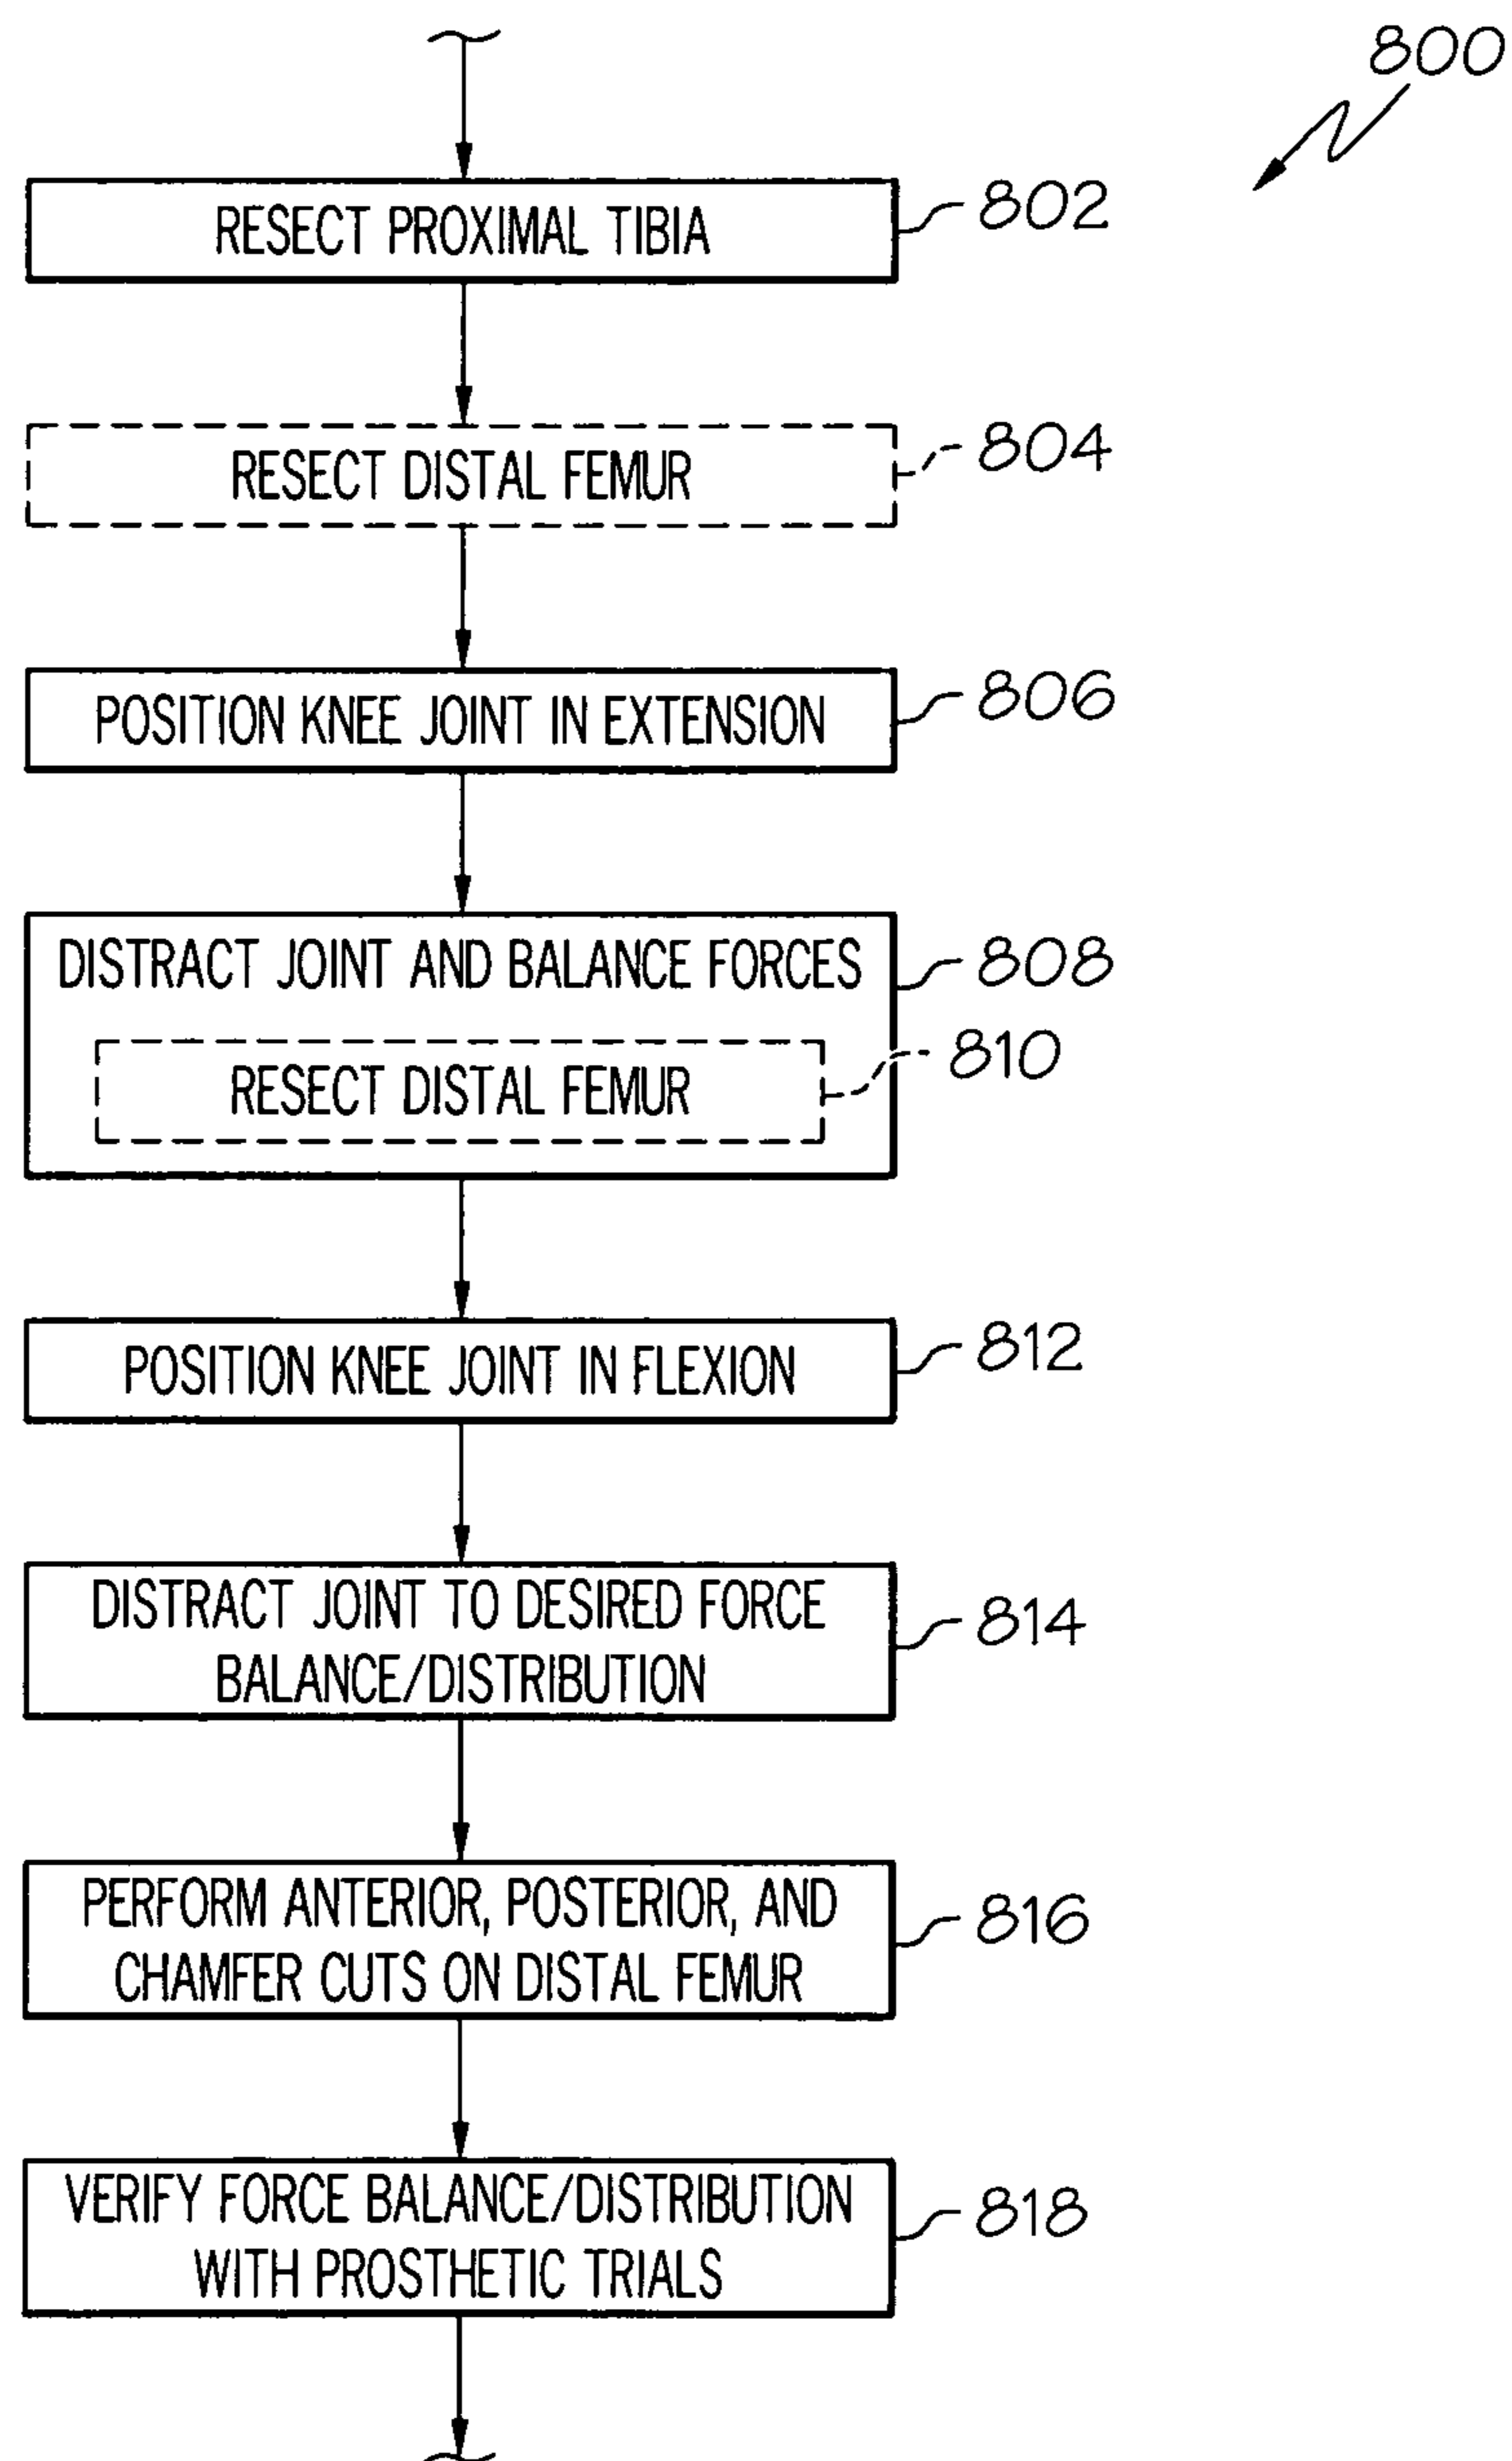 800
RESECT PROXIMAL TIBIA
802
RESECT DISTAL FEMUR
804
POSITION KNEE JOINT IN EXTENSION
806
DISTRACT JOINT AND BALANCE FORCES
808
RESECT DISTAL FEMUR
810
POSITION KNEE JOINT IN FLEXION
812
DISTRACT JOINT TO DESIRED FORCE
BALANCE/DISTRIBUTION
814
PERFORM ANTERIOR, POSTERIOR, AND
CHAMFER CUTS ON DISTAL FEMUR
816
VERIFY FORCE BALANCE/DISTRIBUTION
WITH PROSTHETIC TRIALS
818